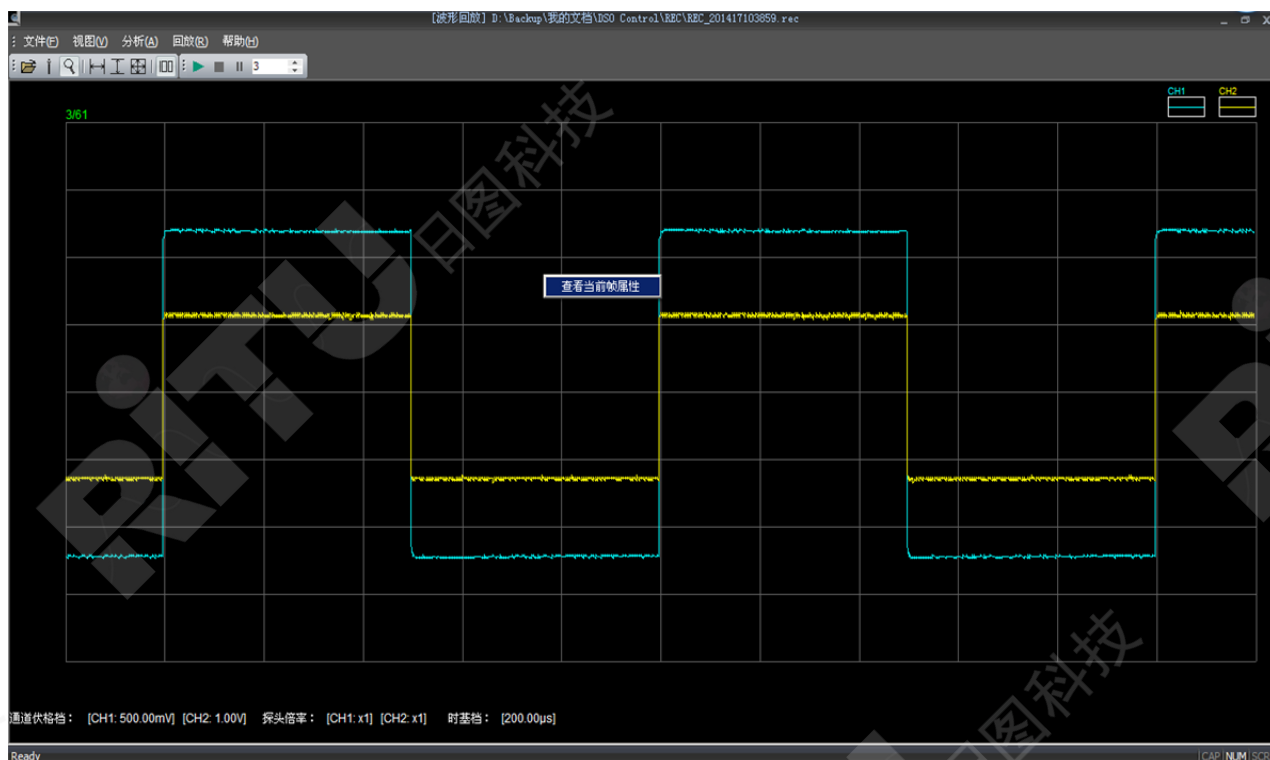 [波形回放] D:\Backup\我的文档\DSO Control\REC\REC_201417103859.rec
文件(F) 视图(V) 分析(A) 回放(R) 帮助(H)
3
CH1 CH2
3/61
查看当前帧属性
通道伏格档： [CH1: 500.00mV] [CH2: 1.00V] 探头倍率： [CH1: x1] [CH2: x1] 时基档： [200.00μs]
Ready CAP NUM SCR
RiTU 日图科技
日图科技